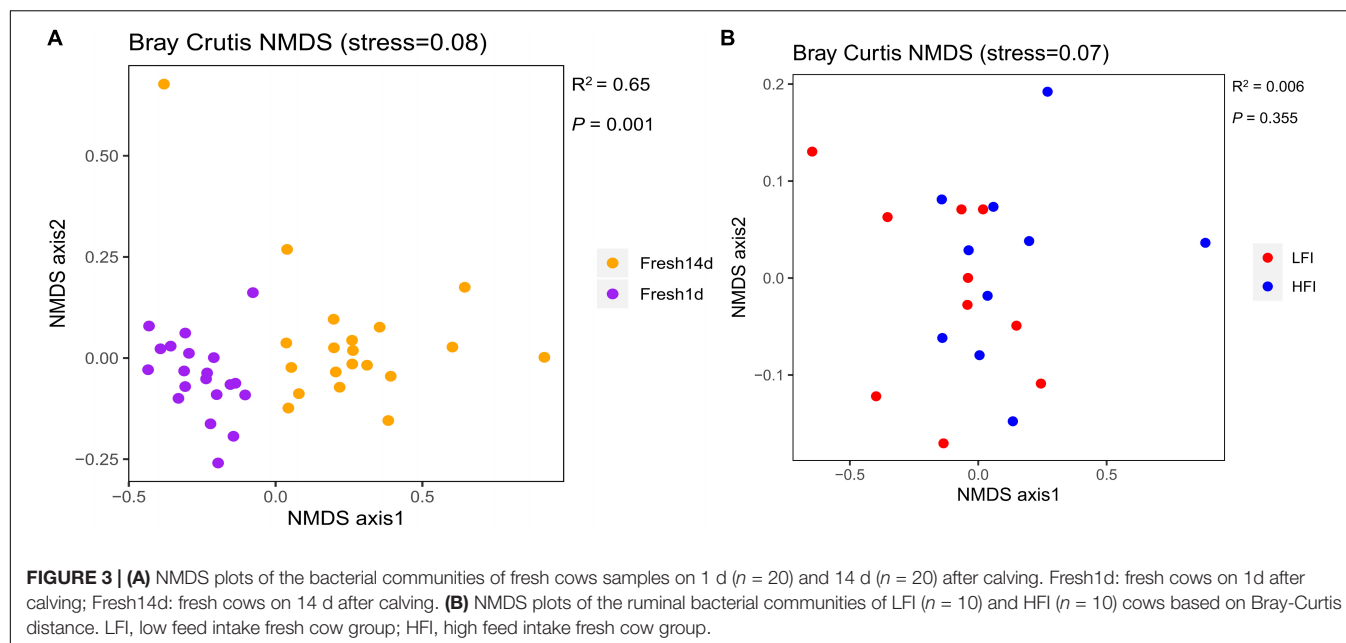 A
Bray Crutis NMDS (stress=0.08)
R² = 0.65
P = 0.001
NMDS axis2
0.50
0.25
0.00
−0.25
−0.5
0.0
0.5
NMDS axis1
Fresh14d
Fresh1d
B
Bray Curtis NMDS (stress=0.07)
R² = 0.006
P = 0.355
NMDS axis2
0.2
0.1
0.0
−0.1
−0.5
0.0
0.5
NMDS axis1
LFI
HFI
FIGURE 3 | (A) NMDS plots of the bacterial communities of fresh cows samples on 1 d (n = 20) and 14 d (n = 20) after calving. Fresh1d: fresh cows on 1d after
calving; Fresh14d: fresh cows on 14 d after calving. (B) NMDS plots of the ruminal bacterial communities of LFI (n = 10) and HFI (n = 10) cows based on Bray-Curtis
distance. LFI, low feed intake fresh cow group; HFI, high feed intake fresh cow group.